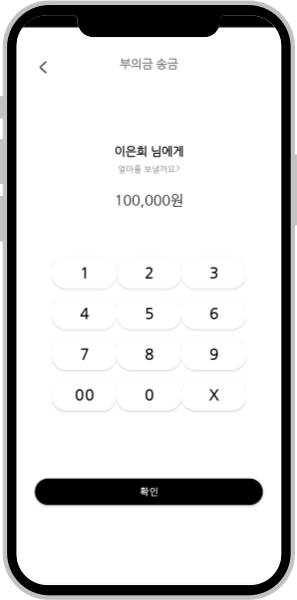 부의금 송금
이은희 님에게
얼마를 보낼까요?
100,000원
1 2 3
4 5 6
7 8 9
00 0 X
확인